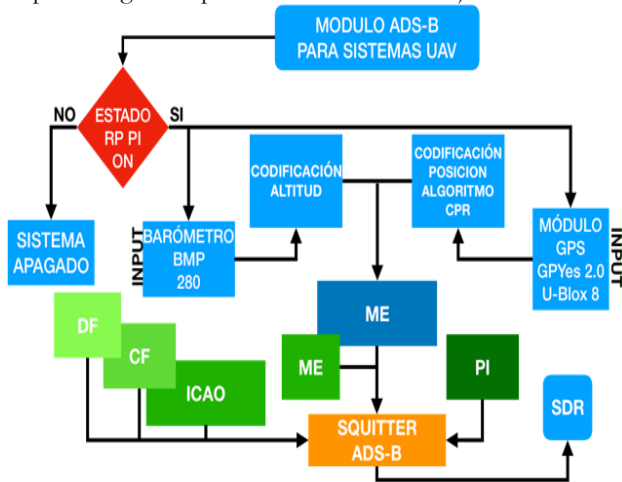 MODULO ADS-B
PARA SISTEMAS UAV
NO
ESTADO
RP PI
ON
SI
CODIFICACIÓN
ALTITUD
CODIFICACIÓN
POSICION
ALGORITMO
CPR
SISTEMA
APAGADO
INPUT
BARÓMETRO
BMP
280
MÓDULO
GPS
GPYes 2.0
U-Blox 8
INPUT
DF
CF
ICAO
ME
ME
PI
SQUITTER
ADS-B
SDR